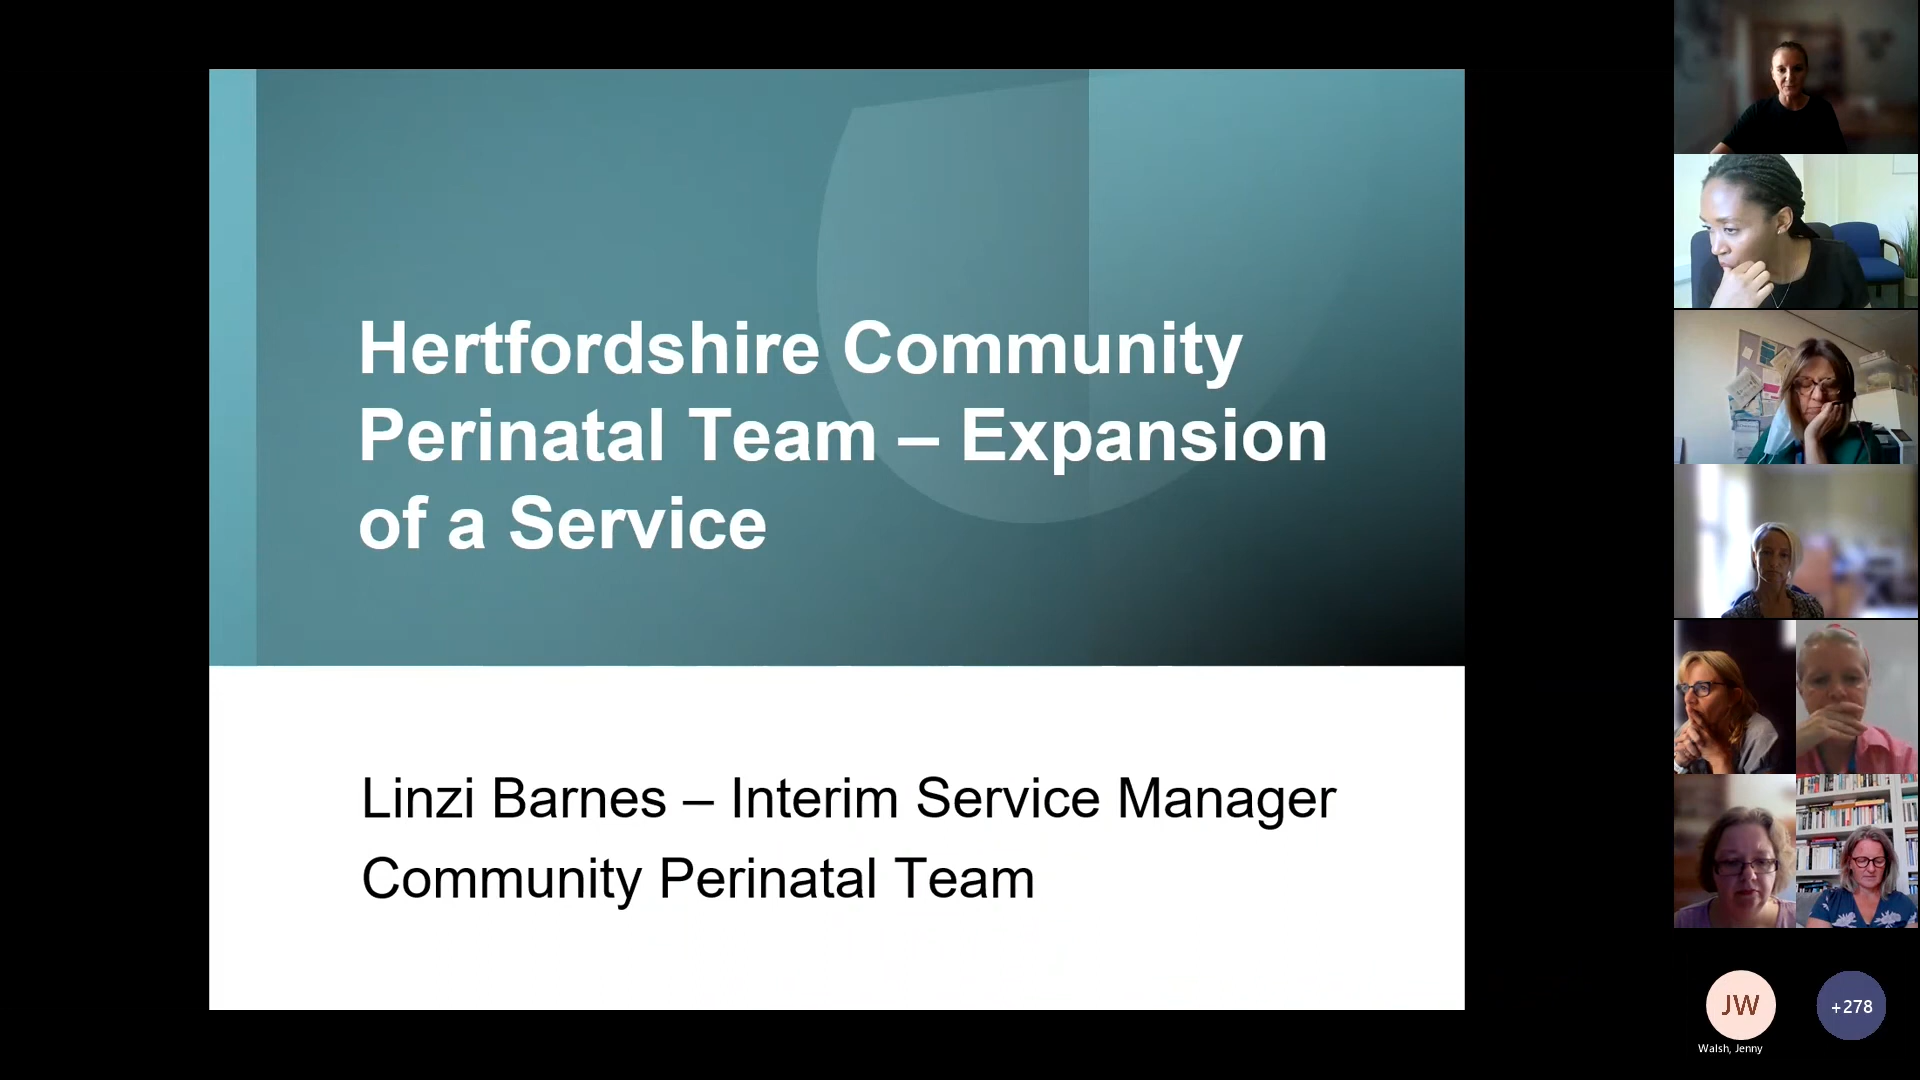 Hertfordshire Community
Perinatal Team – Expansion
of a Service
Linzi Barnes – Interim Service Manager
Community Perinatal Team
JW
+278
Walsh, Jenny